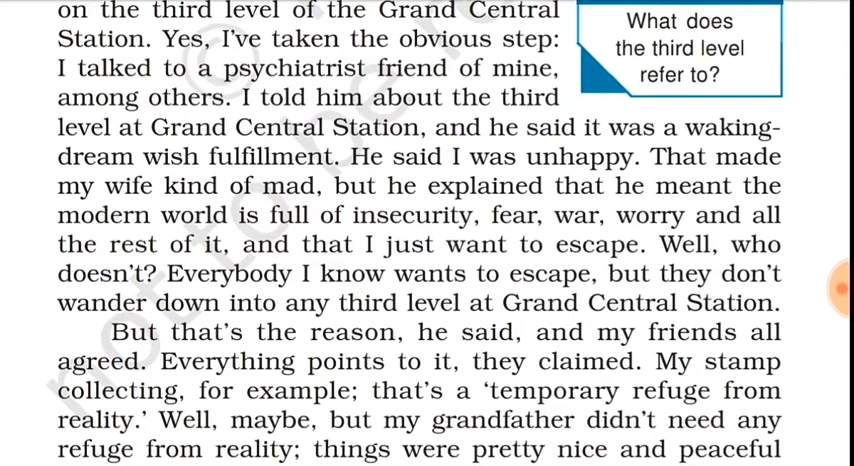 on the third level of the Grand Central
Station. Yes, I've taken the obvious step:
I talked to a psychiatrist friend of mine,
among others. I told him about the third
level at Grand Central Station, and he said it was a waking-
dream wish fulfillment. He said I was unhappy. That made
my wife kind of mad, but he explained that he meant the
modern world is full of insecurity, fear, war, worry and all
the rest of it, and that I just want to escape. Well, who
doesn't? Everybody I know wants to escape, but they don't
wander down into any third level at Grand Central Station.
But that's the reason, he said, and my friends all
agreed. Everything points to it, they claimed. My stamp
collecting, for example; that's a 'temporary refuge from
reality.' Well, maybe, but my grandfather didn't need any
refuge from reality; things were pretty nice and peaceful
What does
the third level
refer to?
not to be re
©